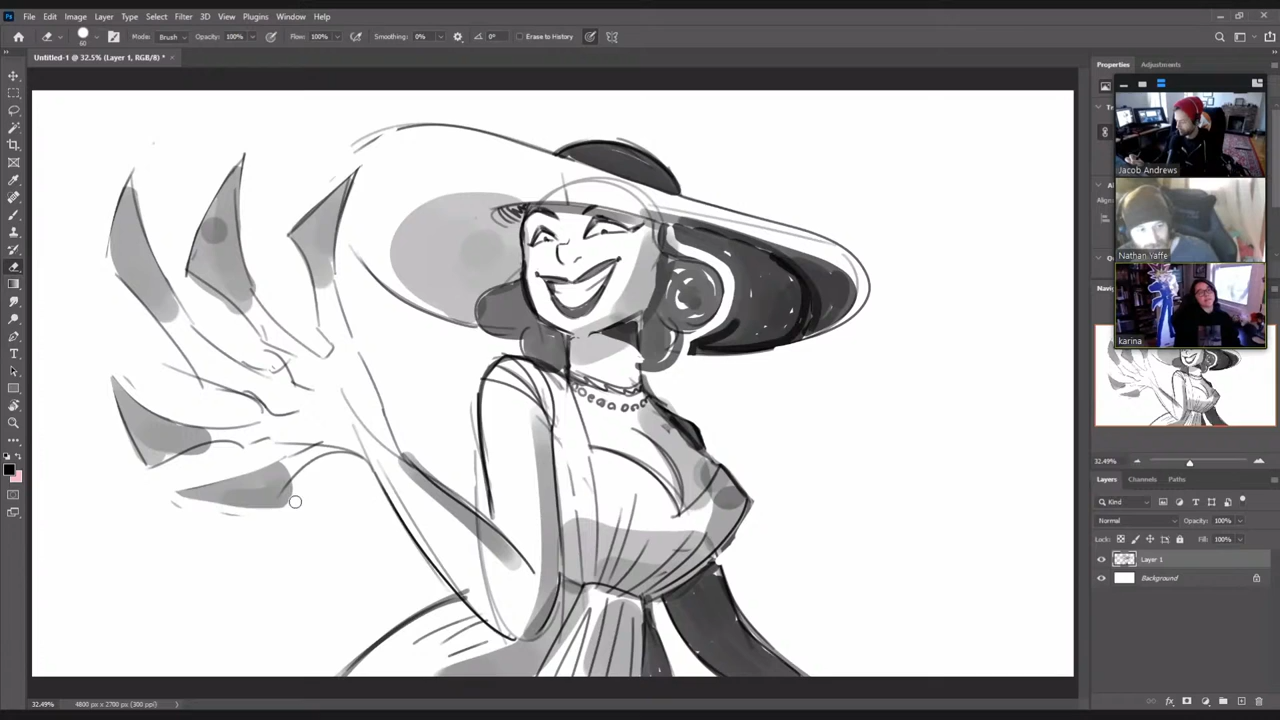 Ps File Edit Image Layer Type Select Filter 3D View Plugins Window Help
60 Mode: Brush Opacity: 100% Flow: 100% Smoothing: 0% 0° Erase to History
Untitled-1 @ 32.5% (Layer 1, RGB/8) * ×
Properties Adjustments
Jacob Andrews
Nathan Yaffe
karina
32.49%
Layers Channels Paths
Kind
Normal Opacity: 100%
Lock: Fill: 100%
Layer 1
Background
32.49% 4800 px x 2700 px (300 ppi)